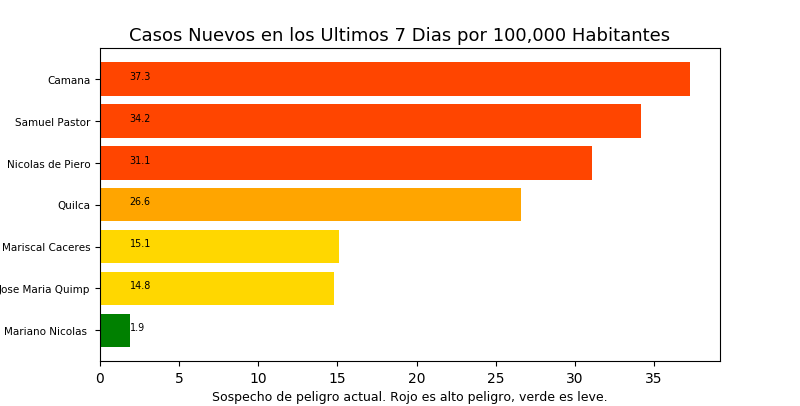 Casos Nuevos en los Ultimos 7 Dias por 100,000 Habitantes
Camana 37.3
Samuel Pastor 34.2
Nicolas de Piero 31.1
Quilca 26.6
Mariscal Caceres 15.1
Jose Maria Quimp 14.8
Mariano Nicolas 1.9
0 5 10 15 20 25 30 35
Sospecho de peligro actual. Rojo es alto peligro, verde es leve.